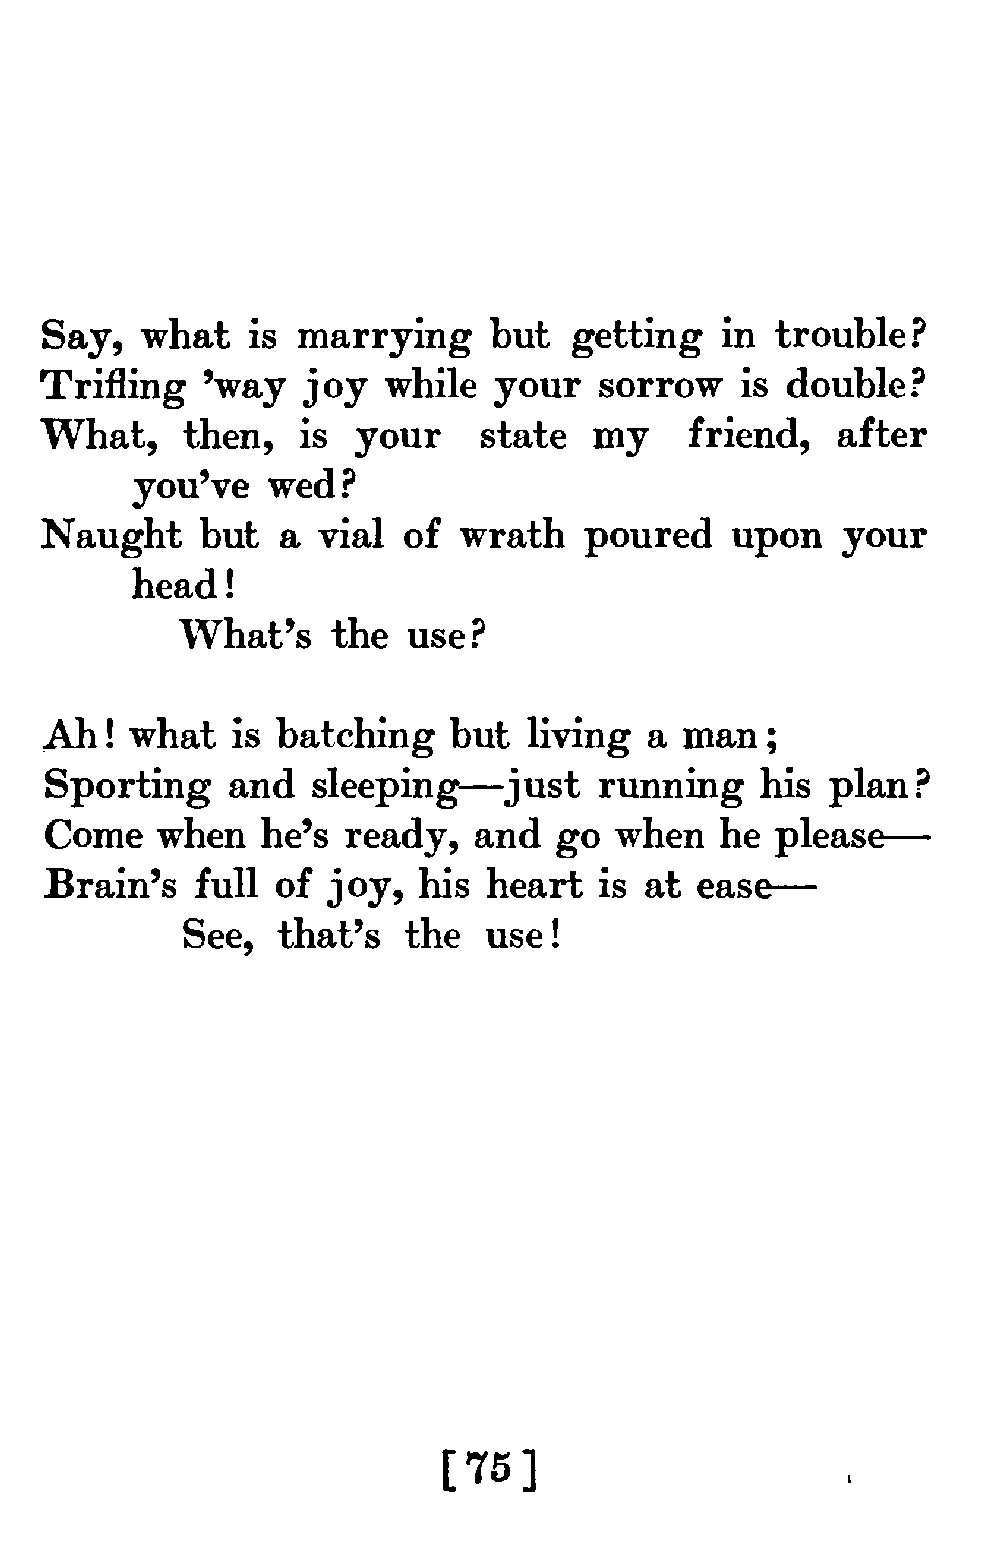 Say, what is marrying but getting in trouble?
Trifling 'way joy while your sorrow is double?
What, then, is your state my friend, after
you've wed?
Naught but a vial of wrath poured upon your
head!
What's the use?
Ah! what is batching but living a man;
Sporting and sleeping—just running his plan?
Come when he's ready, and go when he please—
Brain's full of joy, his heart is at ease—
See, that's the use!
[75]